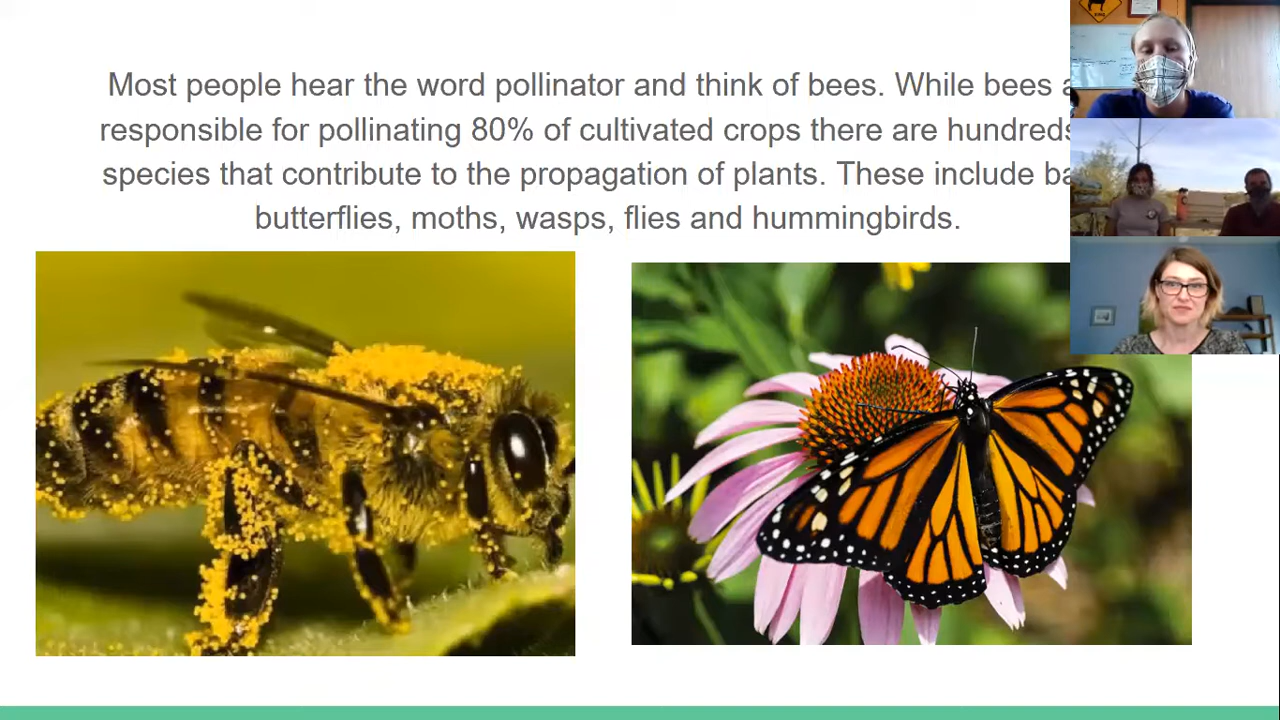 Most people hear the word pollinator and think of bees. While bees
responsible for pollinating 80% of cultivated crops there are hundreds
species that contribute to the propagation of plants. These include
butterflies, moths, wasps, flies and hummingbirds.